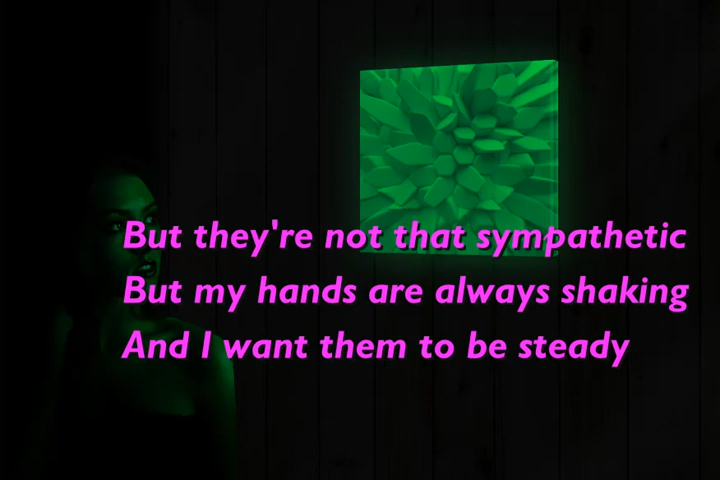 But they're not that sympathetic
But my hands are always shaking
And I want them to be steady